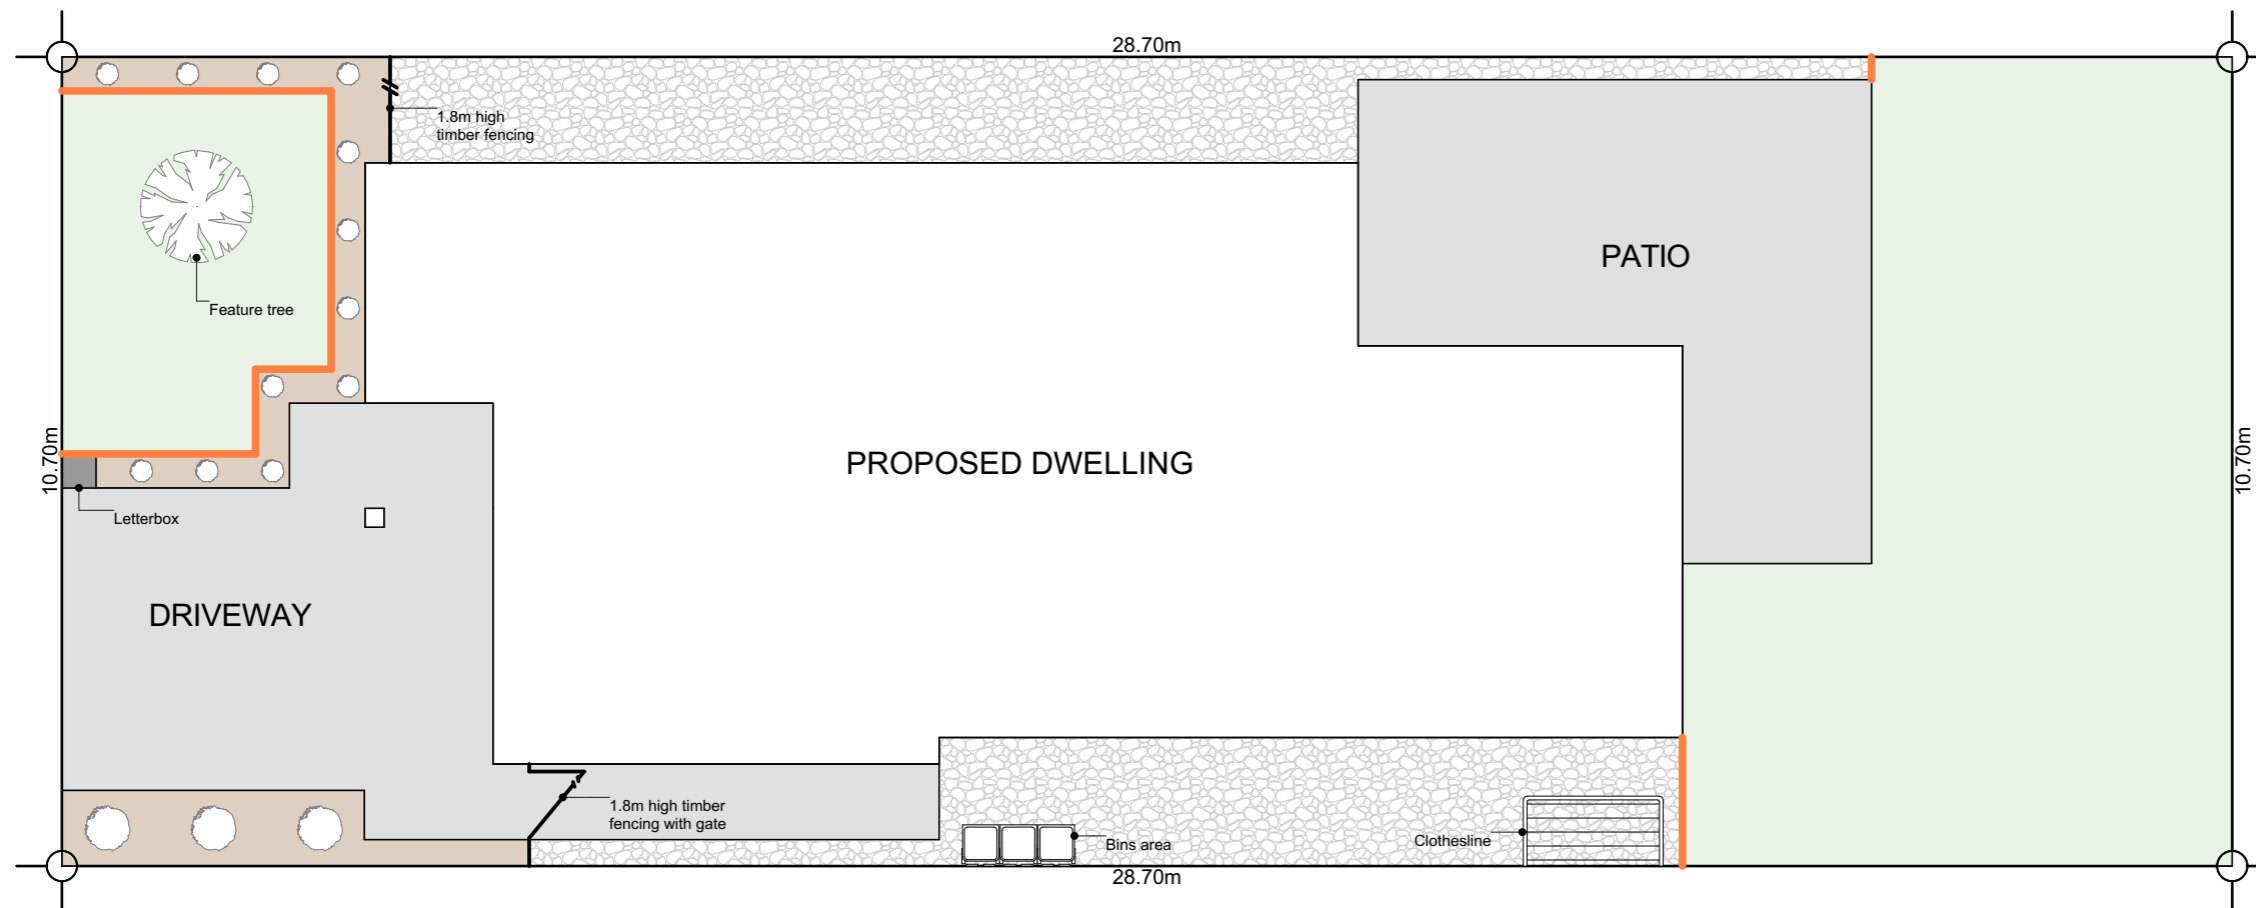 28.70m
1.8m high
timber fencing
PATIO
Feature tree
10.70m
PROPOSED DWELLING
10.70m
Letterbox
DRIVEWAY
1.8m high timber
fencing with gate
Bins area
Clothesline
28.70m